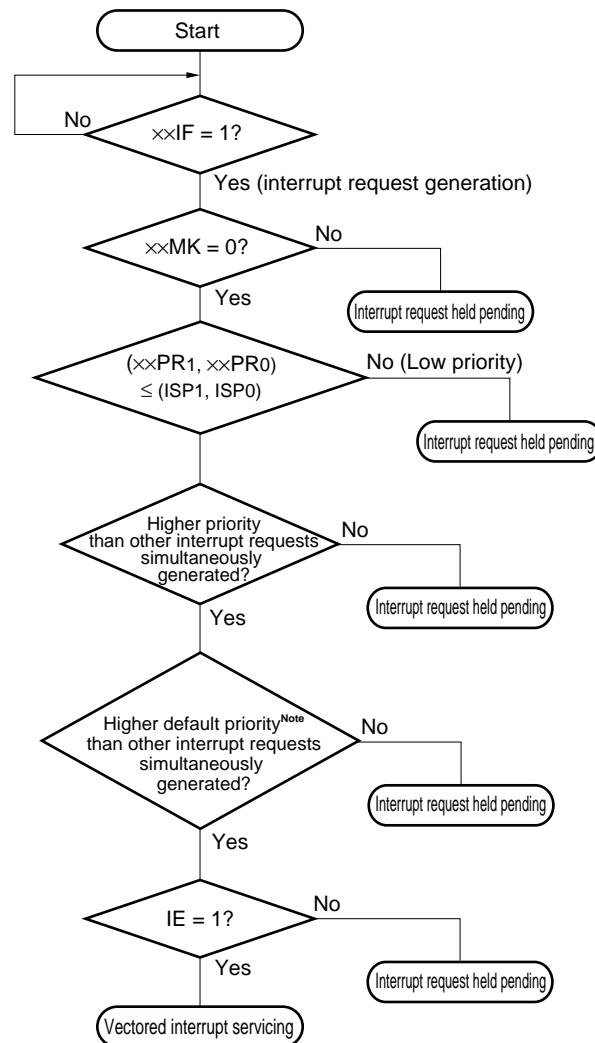 Start
No
××IF = 1?
Yes (interrupt request generation)
××MK = 0?
No
Interrupt request held pending
Yes
(××PR1, ××PR0)
≤ (ISP1, ISP0)
No (Low priority)
Interrupt request held pending
Higher priority
than other interrupt requests
simultaneously
generated?
No
Interrupt request held pending
Yes
Higher default priorityNote
than other interrupt requests
simultaneously
generated?
No
Interrupt request held pending
Yes
IE = 1?
No
Interrupt request held pending
Yes
Vectored interrupt servicing